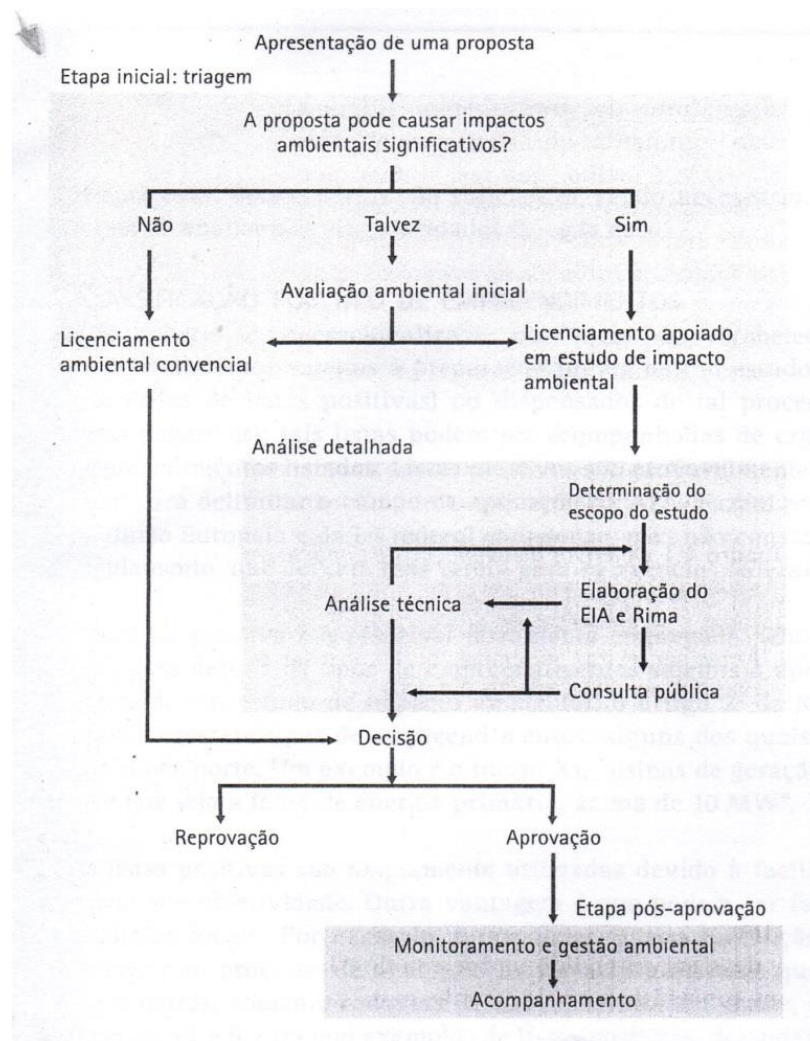 Apresentação de uma proposta
Etapa inicial: triagem
A proposta pode causar impactos
ambientais significativos?
Não
Talvez
Sim
Avaliação ambiental inicial
Licenciamento
ambiental convencial
Licenciamento apoiado
em estudo de impacto
ambiental
Análise detalhada
Determinação do
escopo do estudo
Análise técnica
Elaboração do
EIA e Rima
Consulta pública
Decisão
Reprovação
Aprovação
Etapa pós-aprovação
Monitoramento e gestão ambiental
Acompanhamento